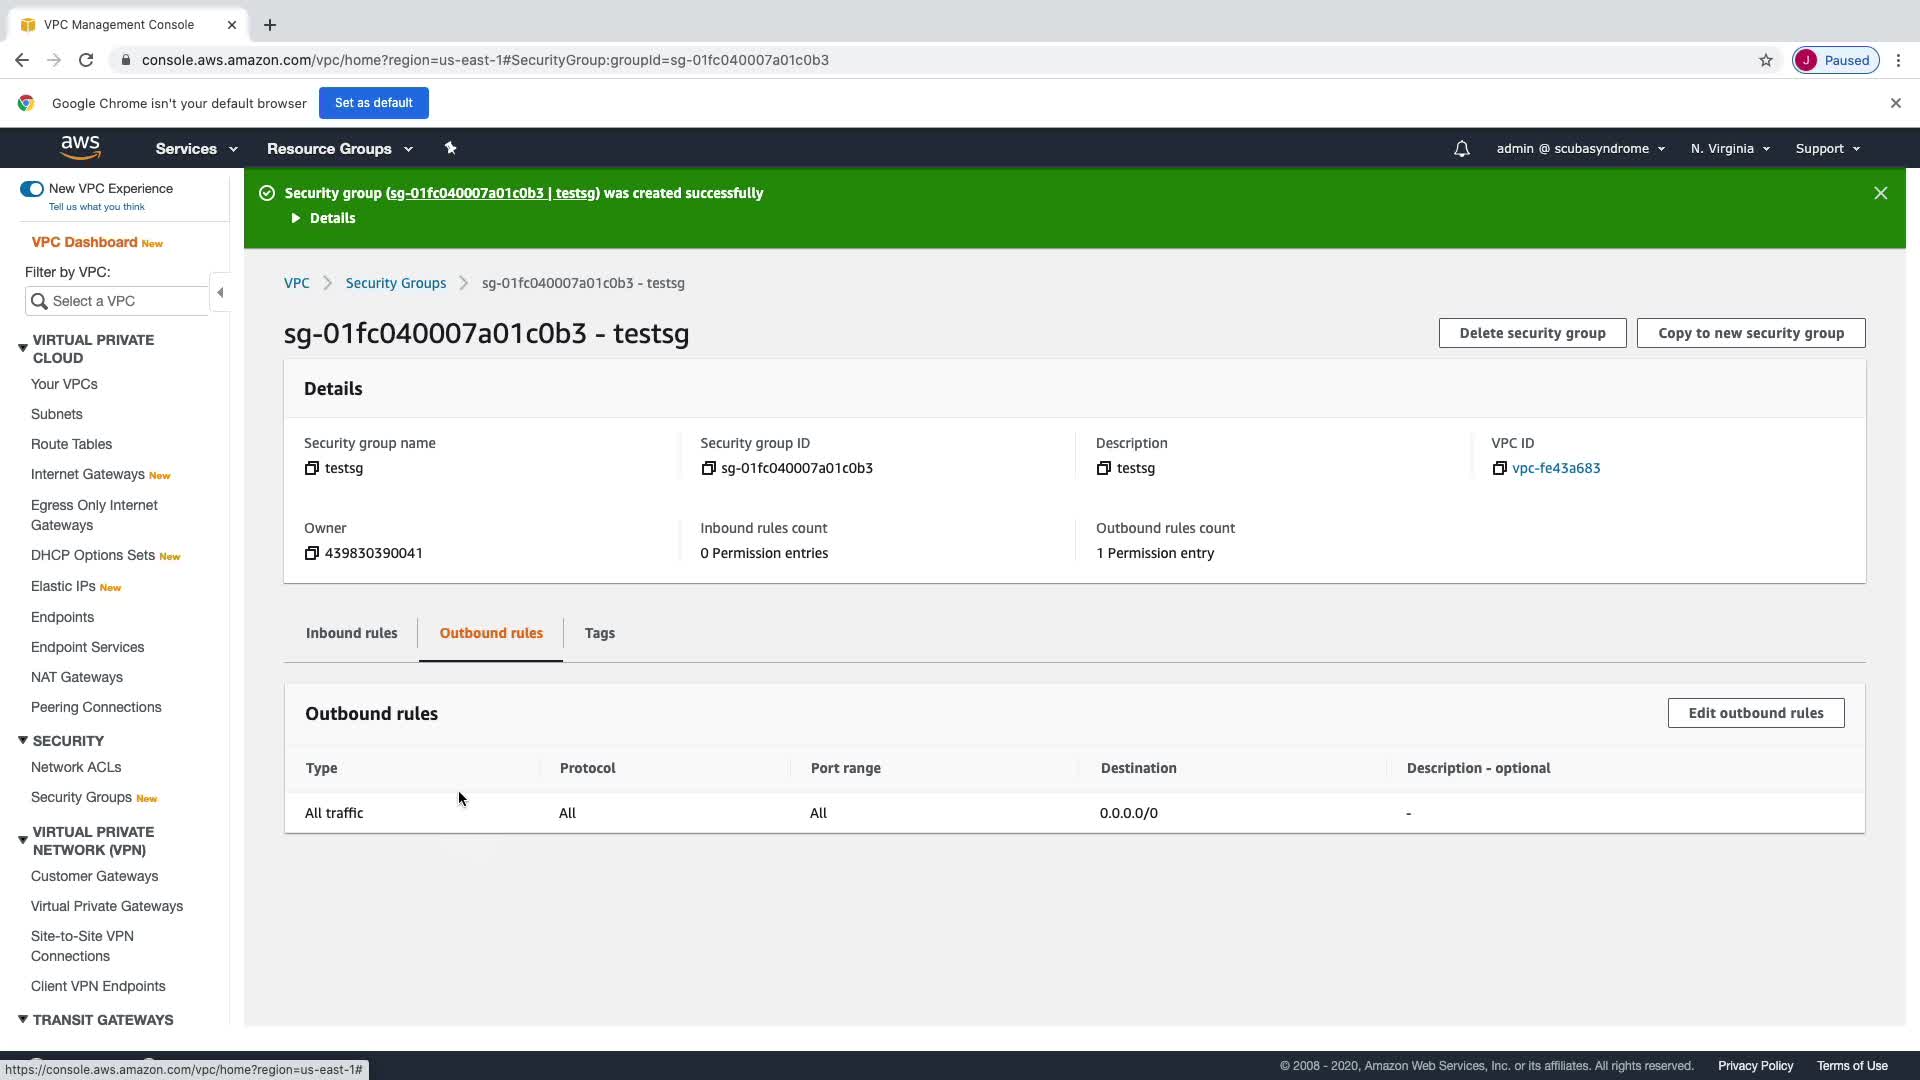 VPC Management Console
console.aws.amazon.com/vpc/home?region=us-east-1#SecurityGroup:groupId=sg-01fc040007a01c0b3
J Paused
Google Chrome isn't your default browser
Set as default
aws
Services
Resource Groups
admin @ scubasyndrome
N. Virginia
Support
New VPC Experience
Tell us what you think
VPC Dashboard New
Filter by VPC:
Select a VPC
VIRTUAL PRIVATE
CLOUD
Your VPCs
Subnets
Route Tables
Internet Gateways New
Egress Only Internet
Gateways
DHCP Options Sets New
Elastic IPs New
Endpoints
Endpoint Services
NAT Gateways
Peering Connections
SECURITY
Network ACLs
Security Groups New
VIRTUAL PRIVATE
NETWORK (VPN)
Customer Gateways
Virtual Private Gateways
Site-to-Site VPN
Connections
Client VPN Endpoints
TRANSIT GATEWAYS
Security group (sg-01fc040007a01c0b3 | testsg) was created successfully
Details
VPC
Security Groups
sg-01fc040007a01c0b3 - testsg
sg-01fc040007a01c0b3 - testsg
Delete security group
Copy to new security group
Details
Security group name
testsg
Security group ID
sg-01fc040007a01c0b3
Description
testsg
VPC ID
vpc-fe43a683
Owner
439830390041
Inbound rules count
0 Permission entries
Outbound rules count
1 Permission entry
Inbound rules
Outbound rules
Tags
Outbound rules
Edit outbound rules
Type Protocol Port range Destination Description - optional
All traffic All All 0.0.0.0/0 -
https://console.aws.amazon.com/vpc/home?region=us-east-1#
© 2008 - 2020, Amazon Web Services, Inc. or its affiliates. All rights reserved.
Privacy Policy
Terms of Use